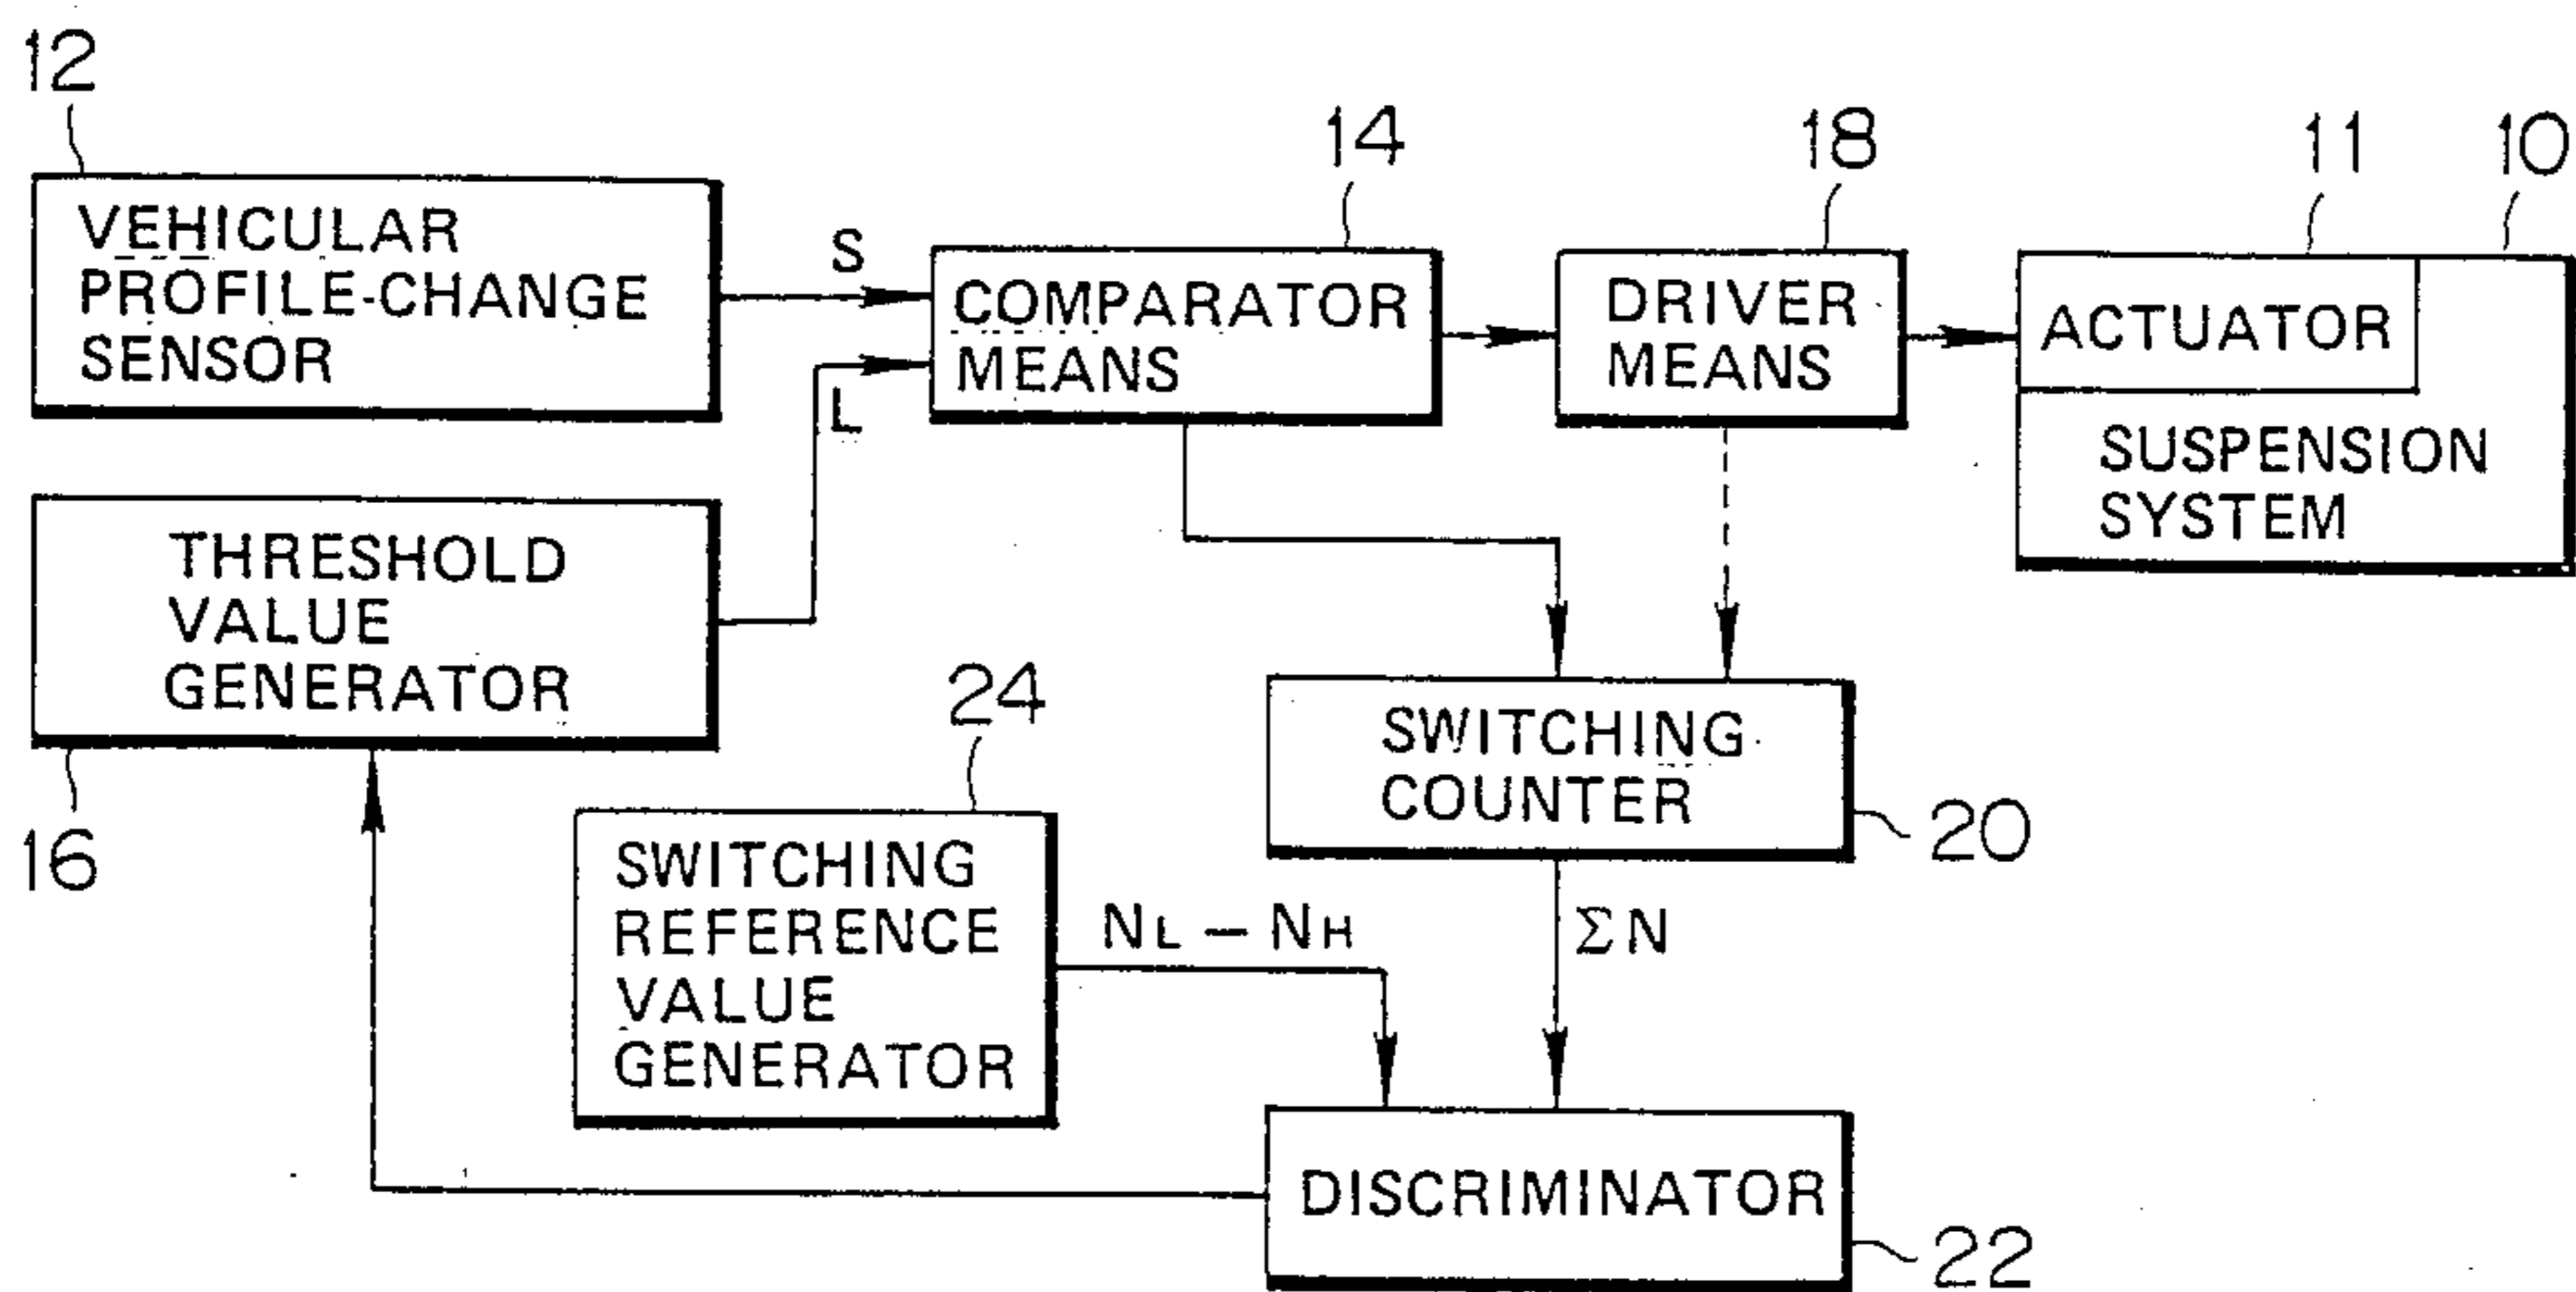 12
VEHICULAR
PROFILE-CHANGE
SENSOR
S
L
14
COMPARATOR
MEANS
18
DRIVER
MEANS
11
10
ACTUATOR
SUSPENSION
SYSTEM
THRESHOLD
VALUE
GENERATOR
16
24
SWITCHING
REFERENCE
VALUE
GENERATOR
NL – NH
SWITCHING
COUNTER
20
ΣN
DISCRIMINATOR
22